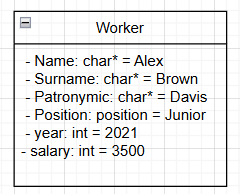 Worker
- Name: char* = Alex
- Surname: char* = Brown
- Patronymic: char* = Davis
- Position: position = Junior
- year: int = 2021
- salary: int = 3500